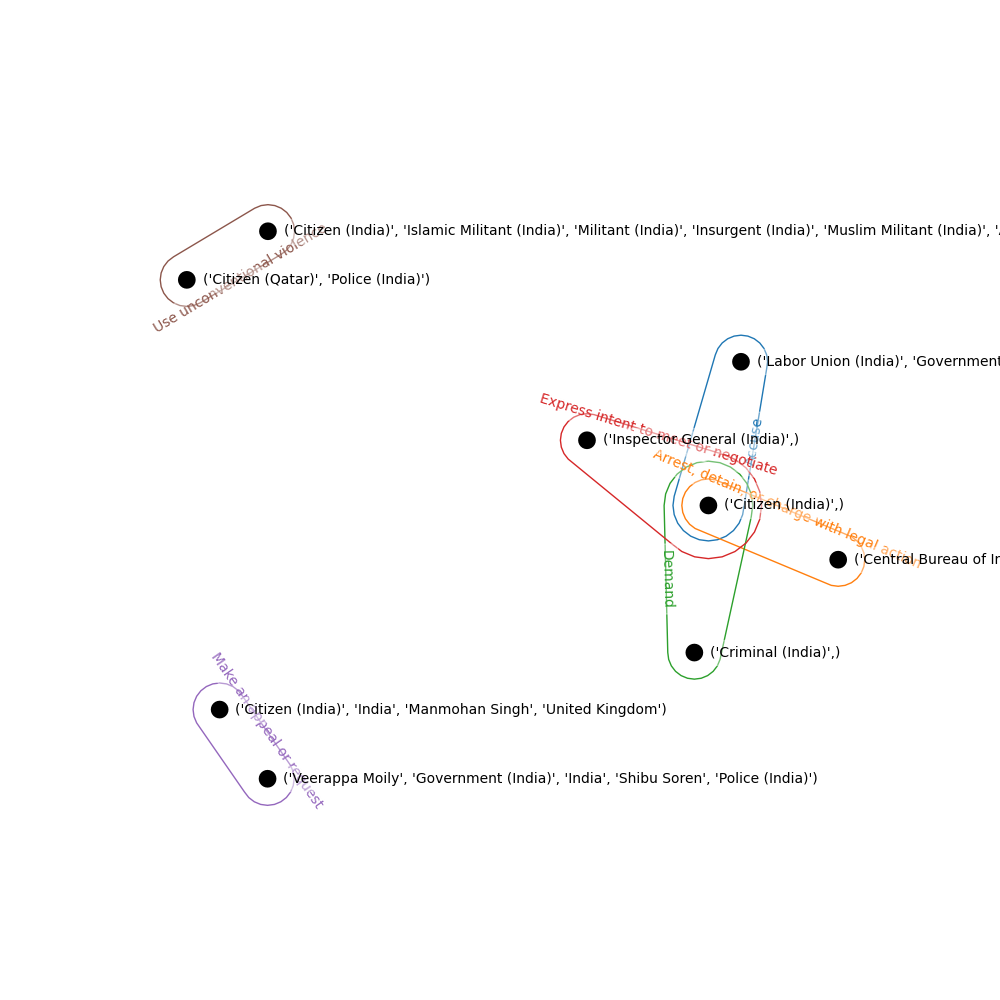 ('Citizen (India)', 'Islamic Militant (India)', 'Militant (India)', 'Insurgent (India)', 'Muslim Militant (India)',
Use unconventional violence
('Citizen (Qatar)', 'Police (India)')
('Labor Union (India)', 'Government
Express intent to meet or negotiate
('Inspector General (India)',)
Arrest, detain, or charge with legal action
('Citizen (India)',)
('Central Bureau of
Demand
('Criminal (India)',)
Make an appeal or request
('Citizen (India)', 'India', 'Manmohan Singh', 'United Kingdom')
('Veerappa Moily', 'Government (India)', 'India', 'Shibu Soren', 'Police (India)')